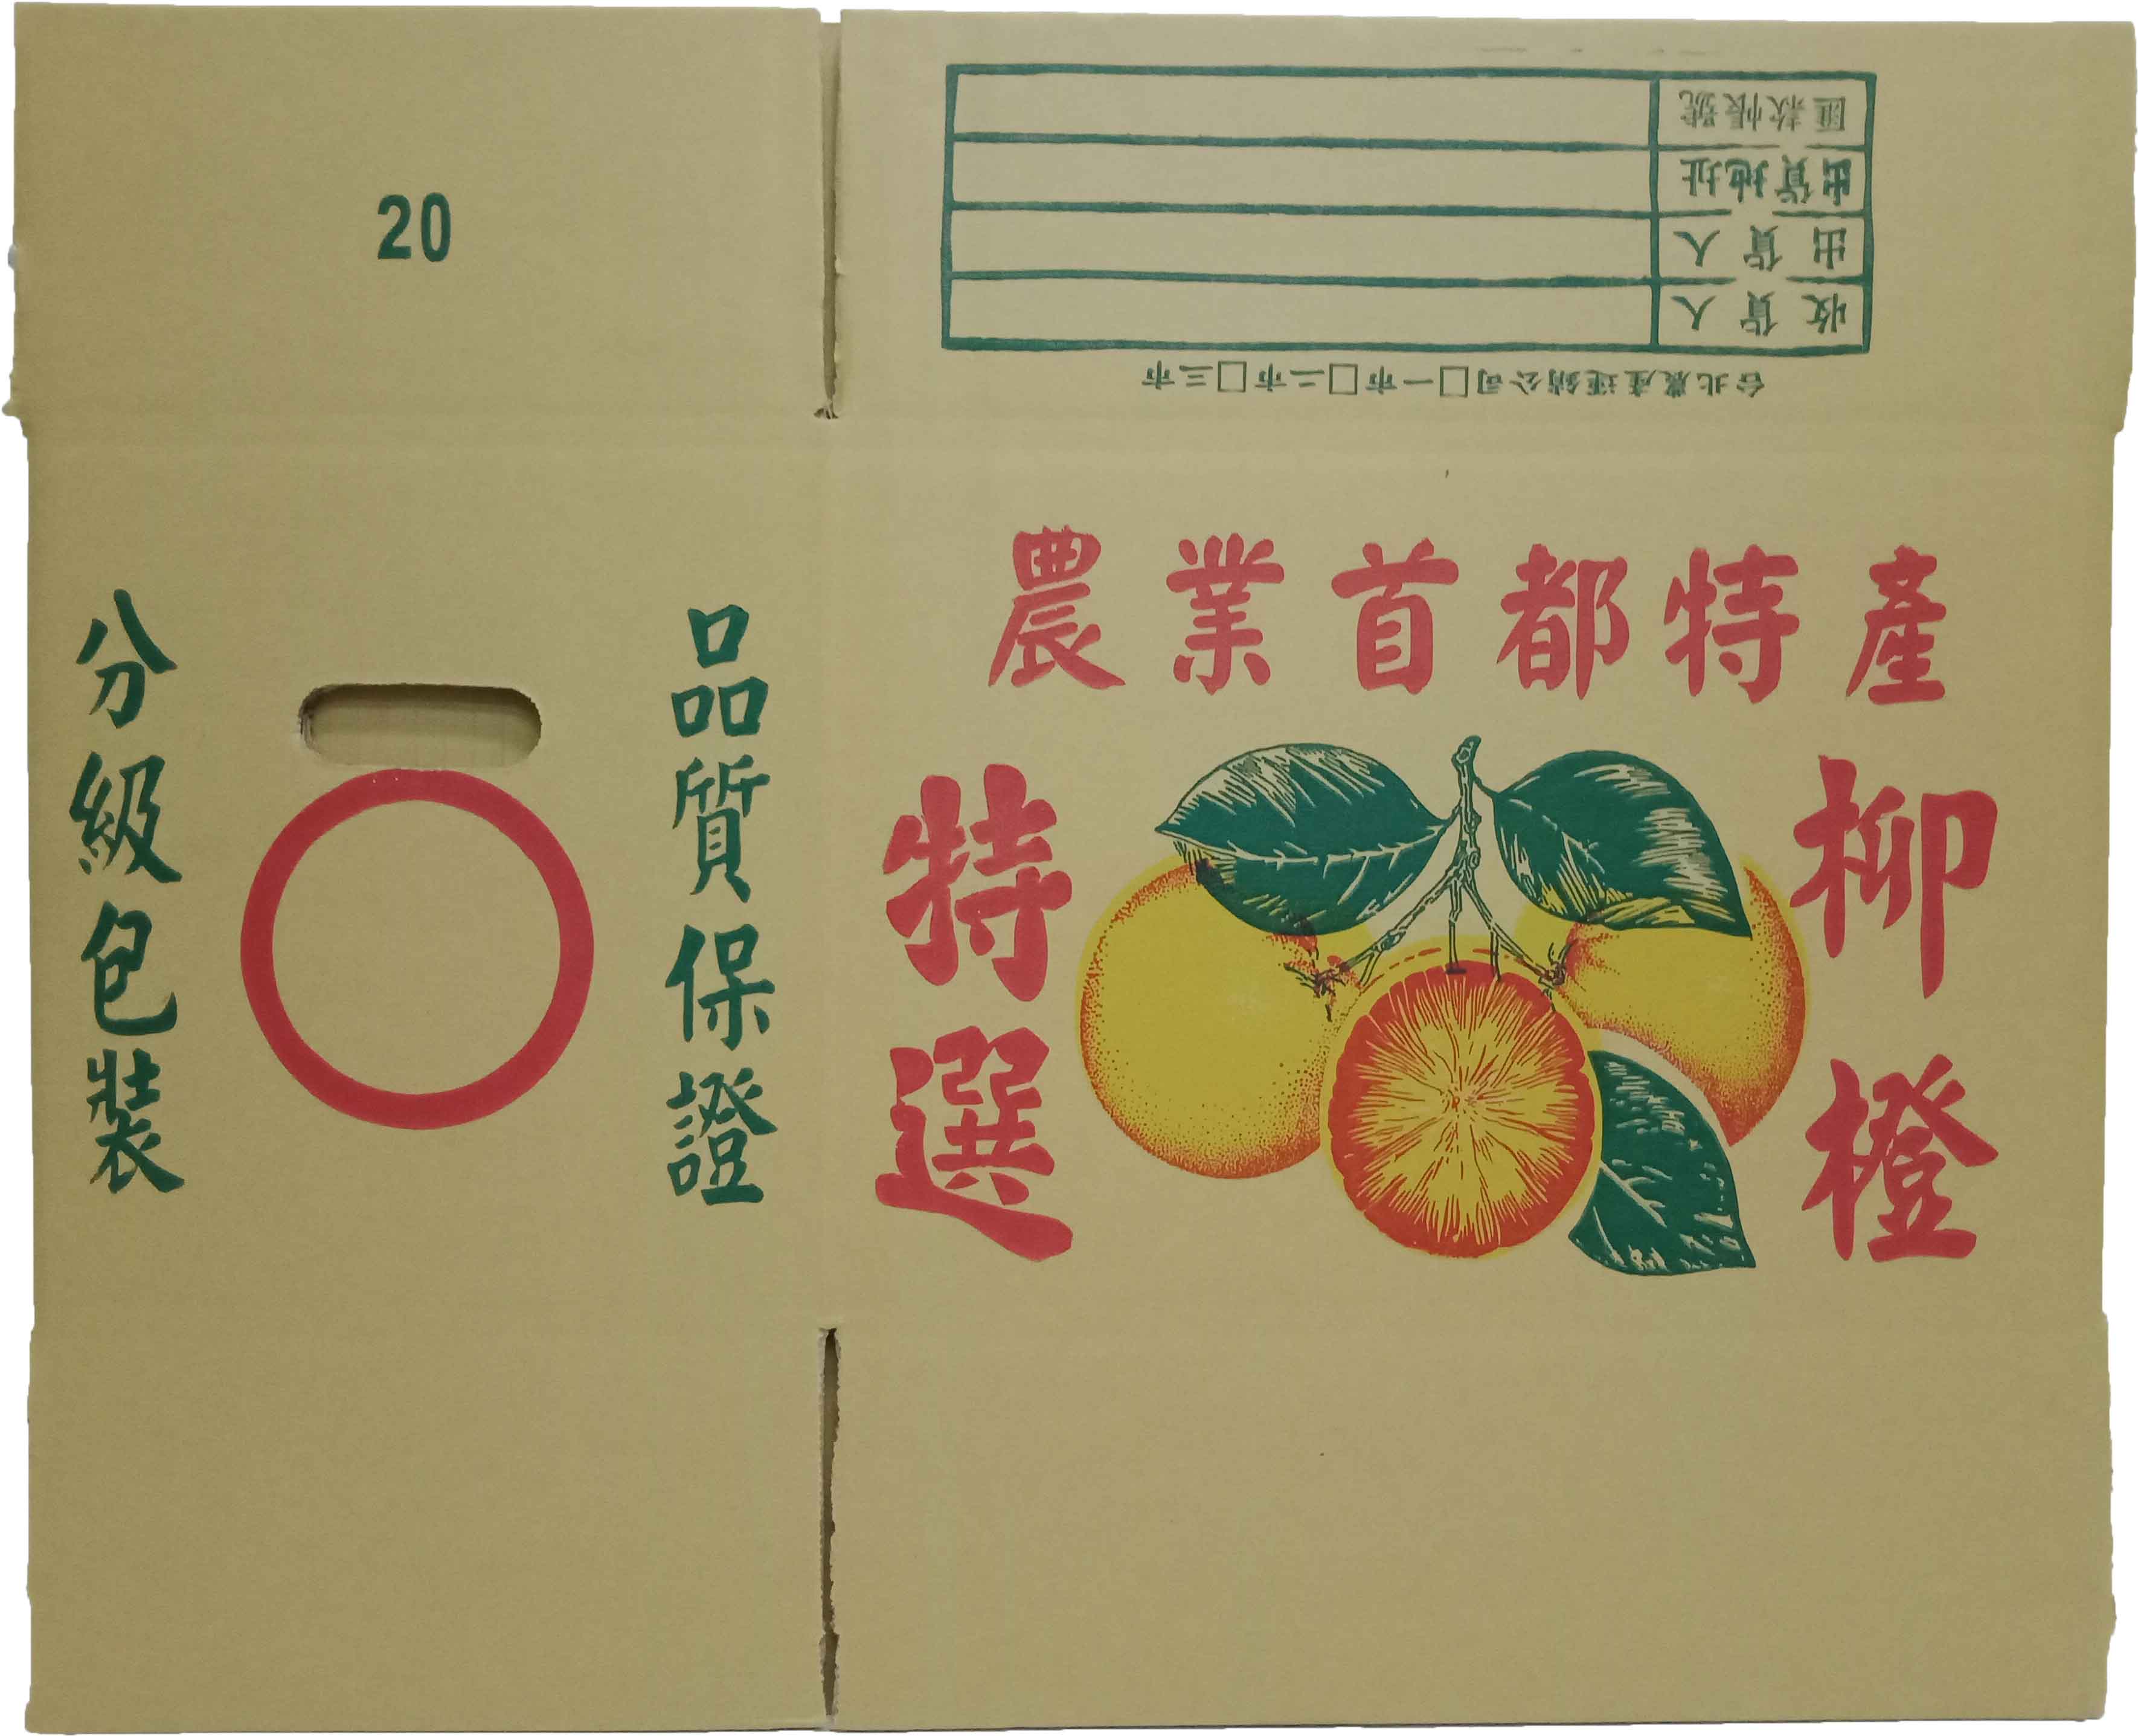 20
台北農產運銷公司□一市□二市□三市
收貨人
出貨人
出貨地址
匯款帳號
農業首都特產
特選
柳橙
品質保證
分級包裝